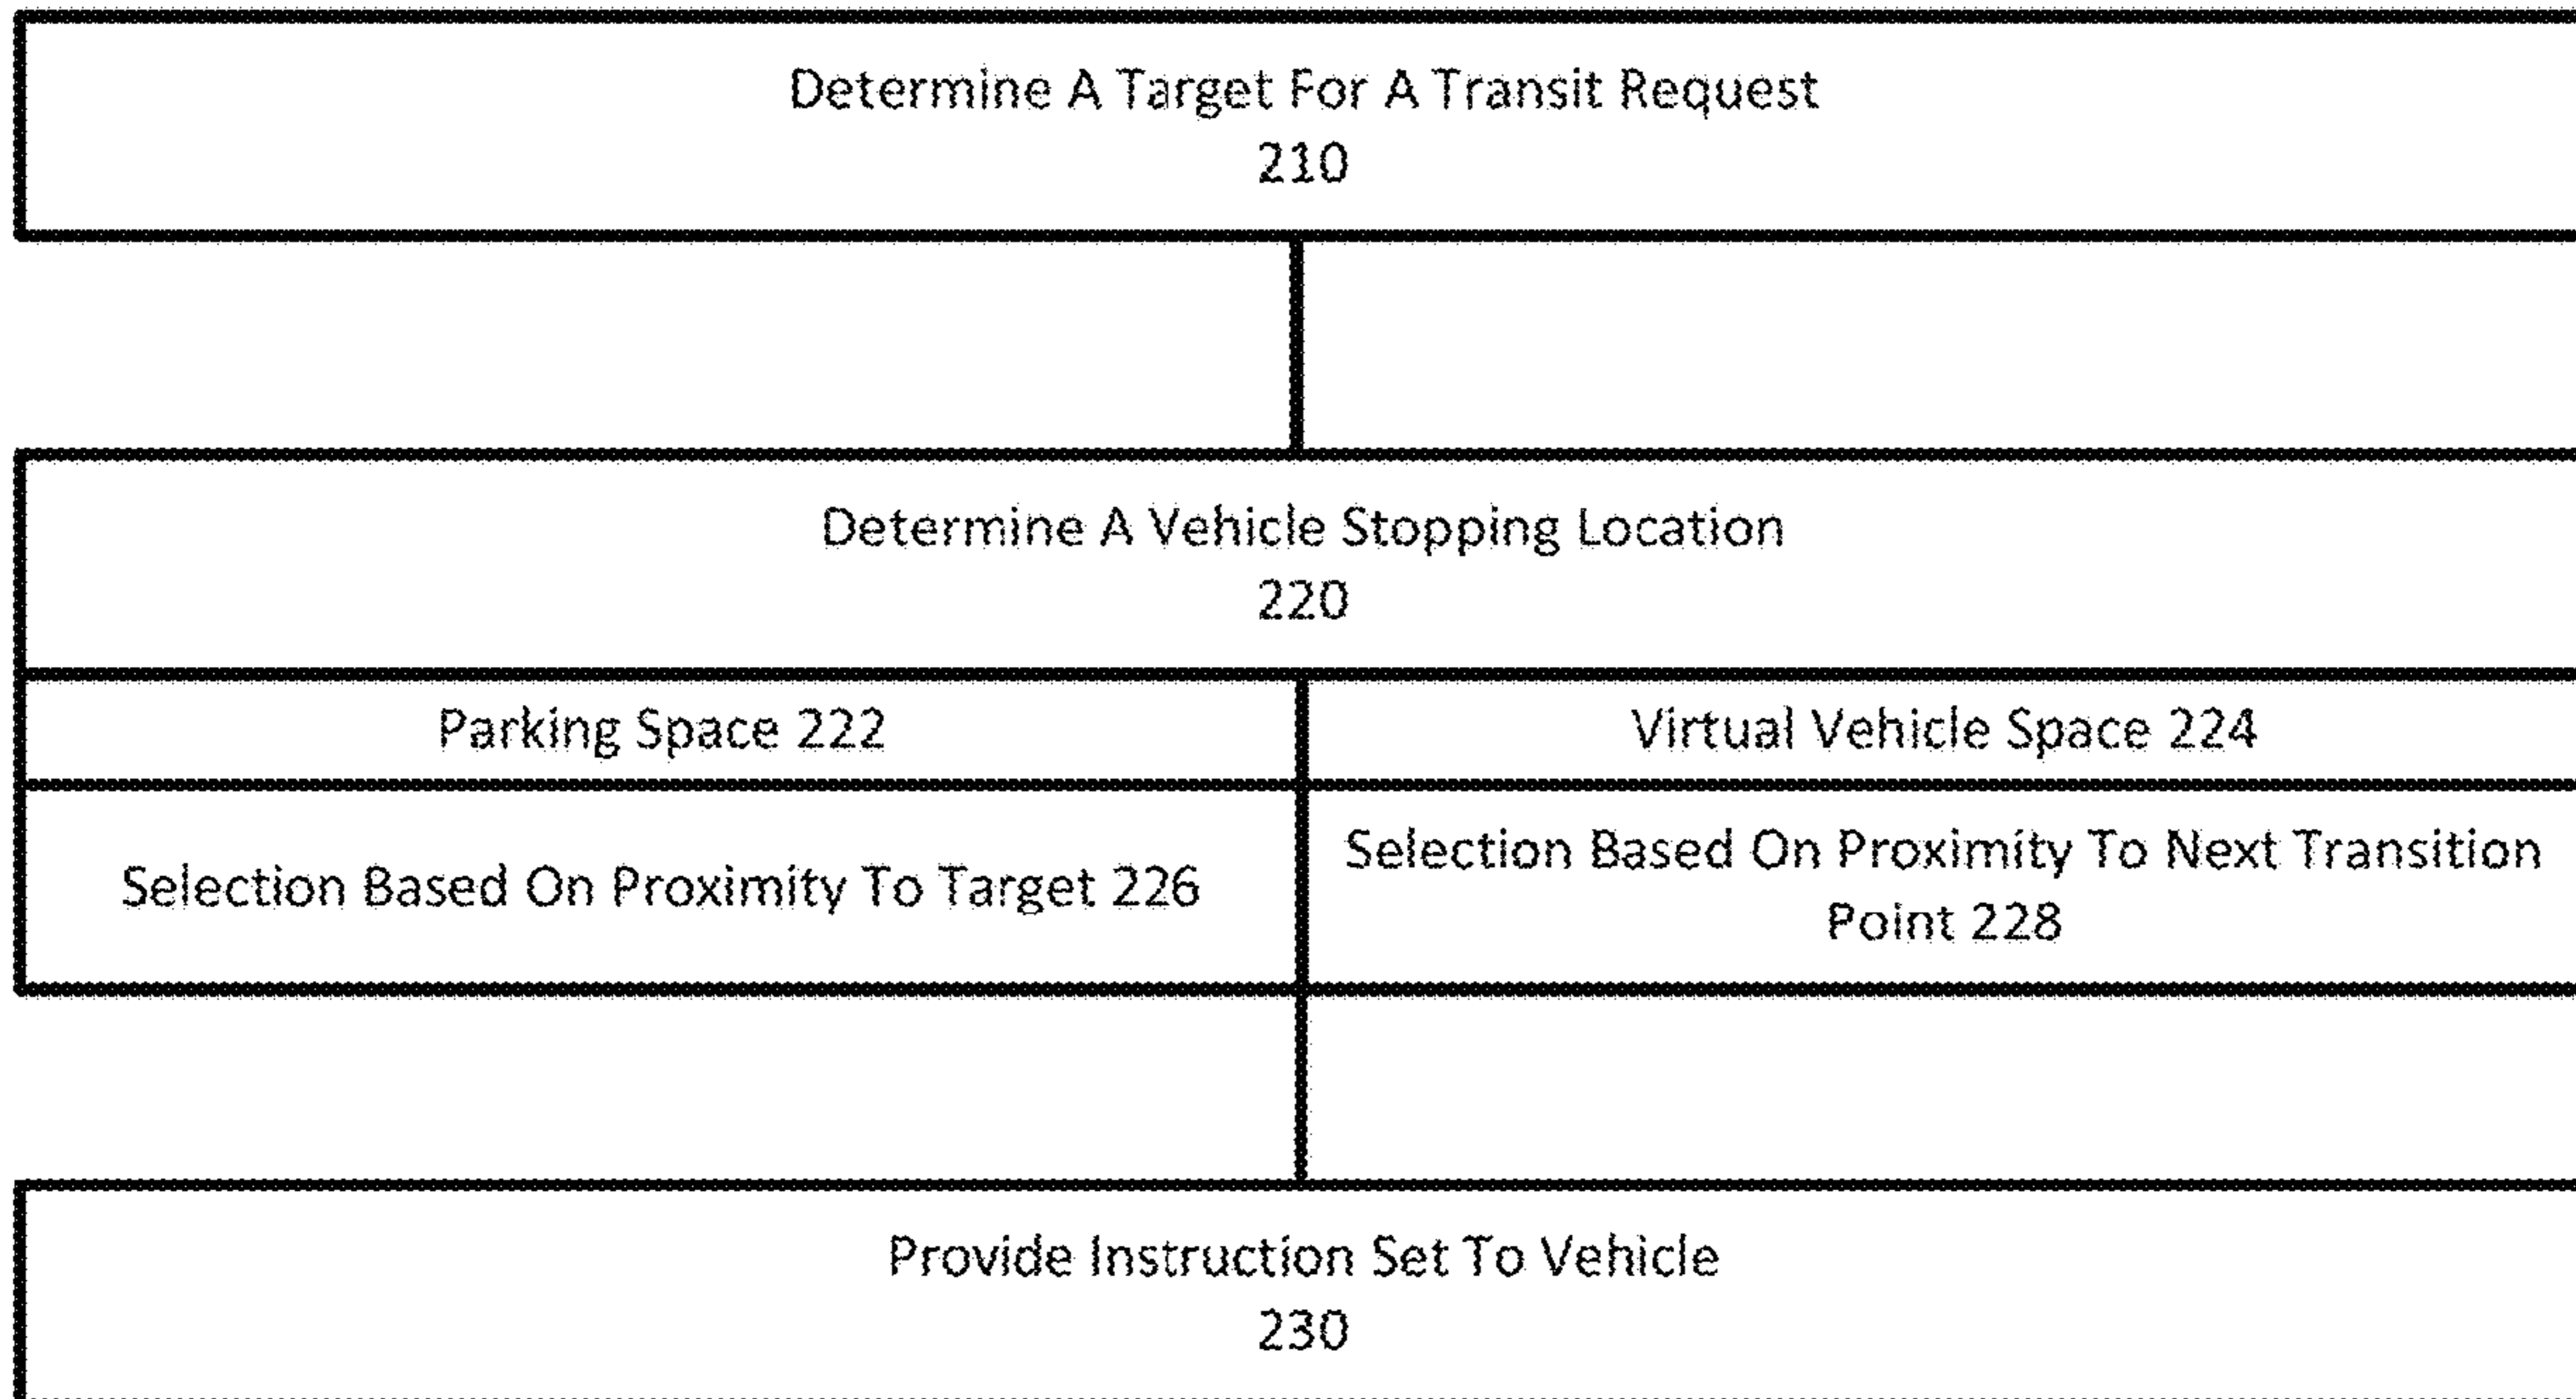 Determine A Target For A Transit Request
210
Determine A Vehicle Stopping Location
220
Parking Space 222
Virtual Vehicle Space 224
Selection Based On Proximity To Target 226
Selection Based On Proximity To Next Transition
Point 228
Provide Instruction Set To Vehicle
230